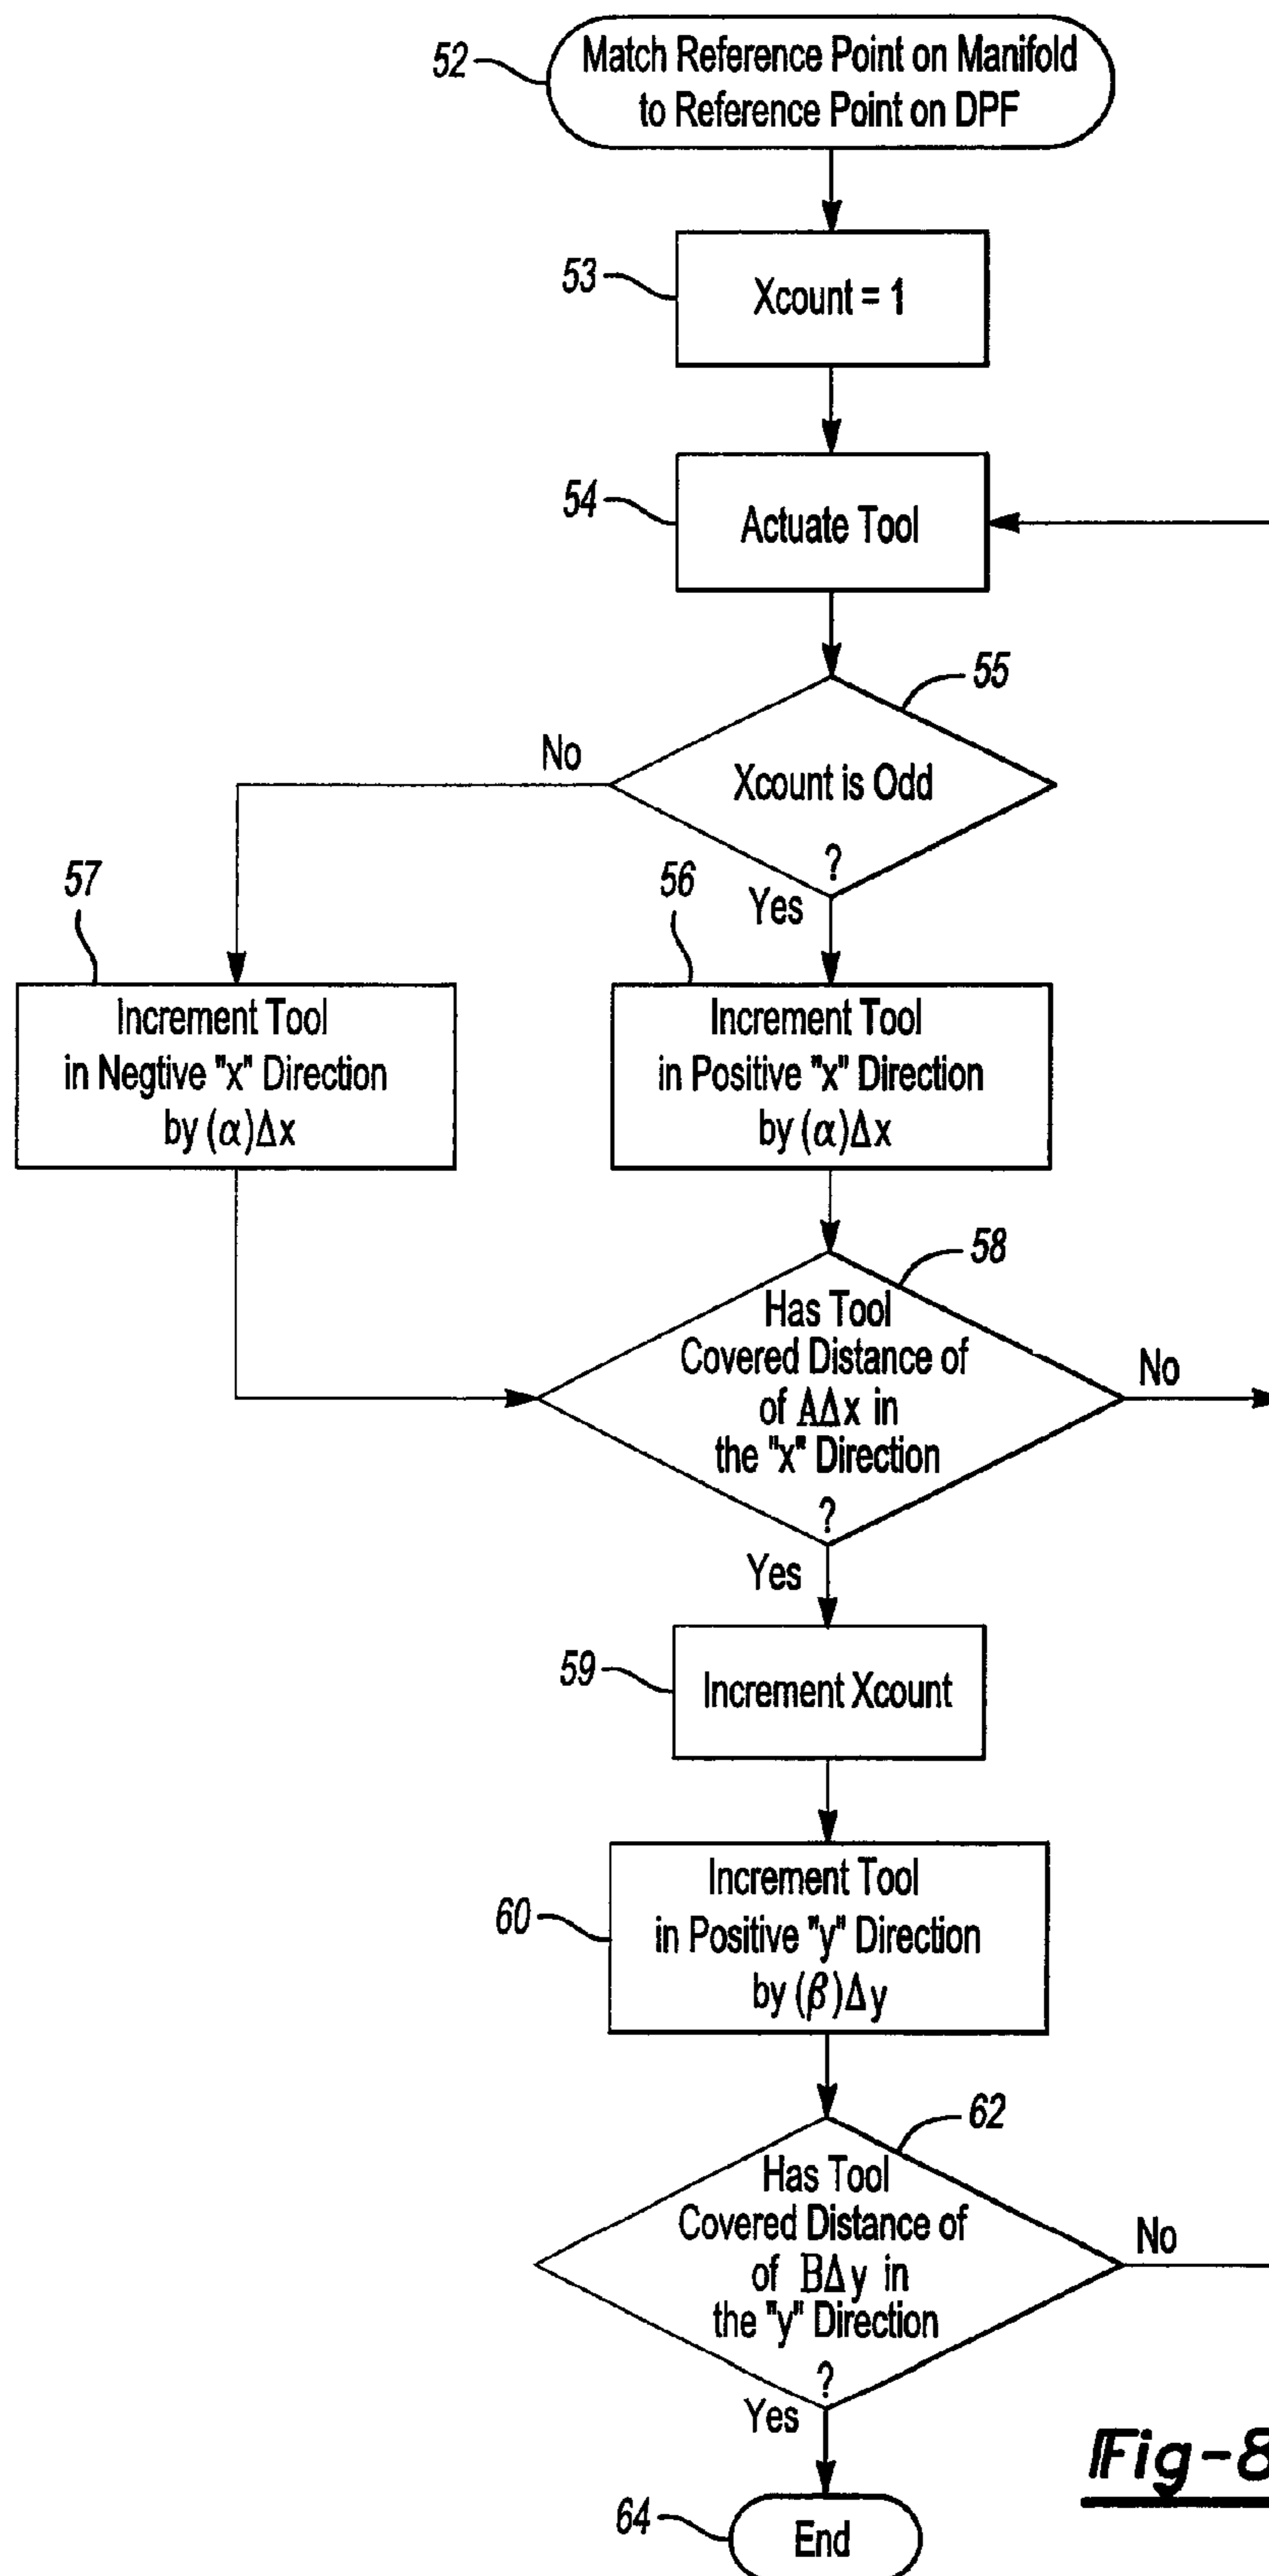 52
Match Reference Point on Manifold
to Reference Point on DPF
53
Xcount = 1
54
Actuate Tool
55
No
Xcount is Odd
?
Yes
57
56
Increment Tool
in Negtive "x" Direction
by (α)Δx
Increment Tool
in Positive "x" Direction
by (α)Δx
58
Has Tool
Covered Distance of
of AΔx in
the "x" Direction
?
No
Yes
59
Increment Xcount
60
Increment Tool
in Positive "y" Direction
by (β)Δy
62
Has Tool
Covered Distance of
of BΔy in
the "y" Direction
?
No
Yes
64
End
Fig-8